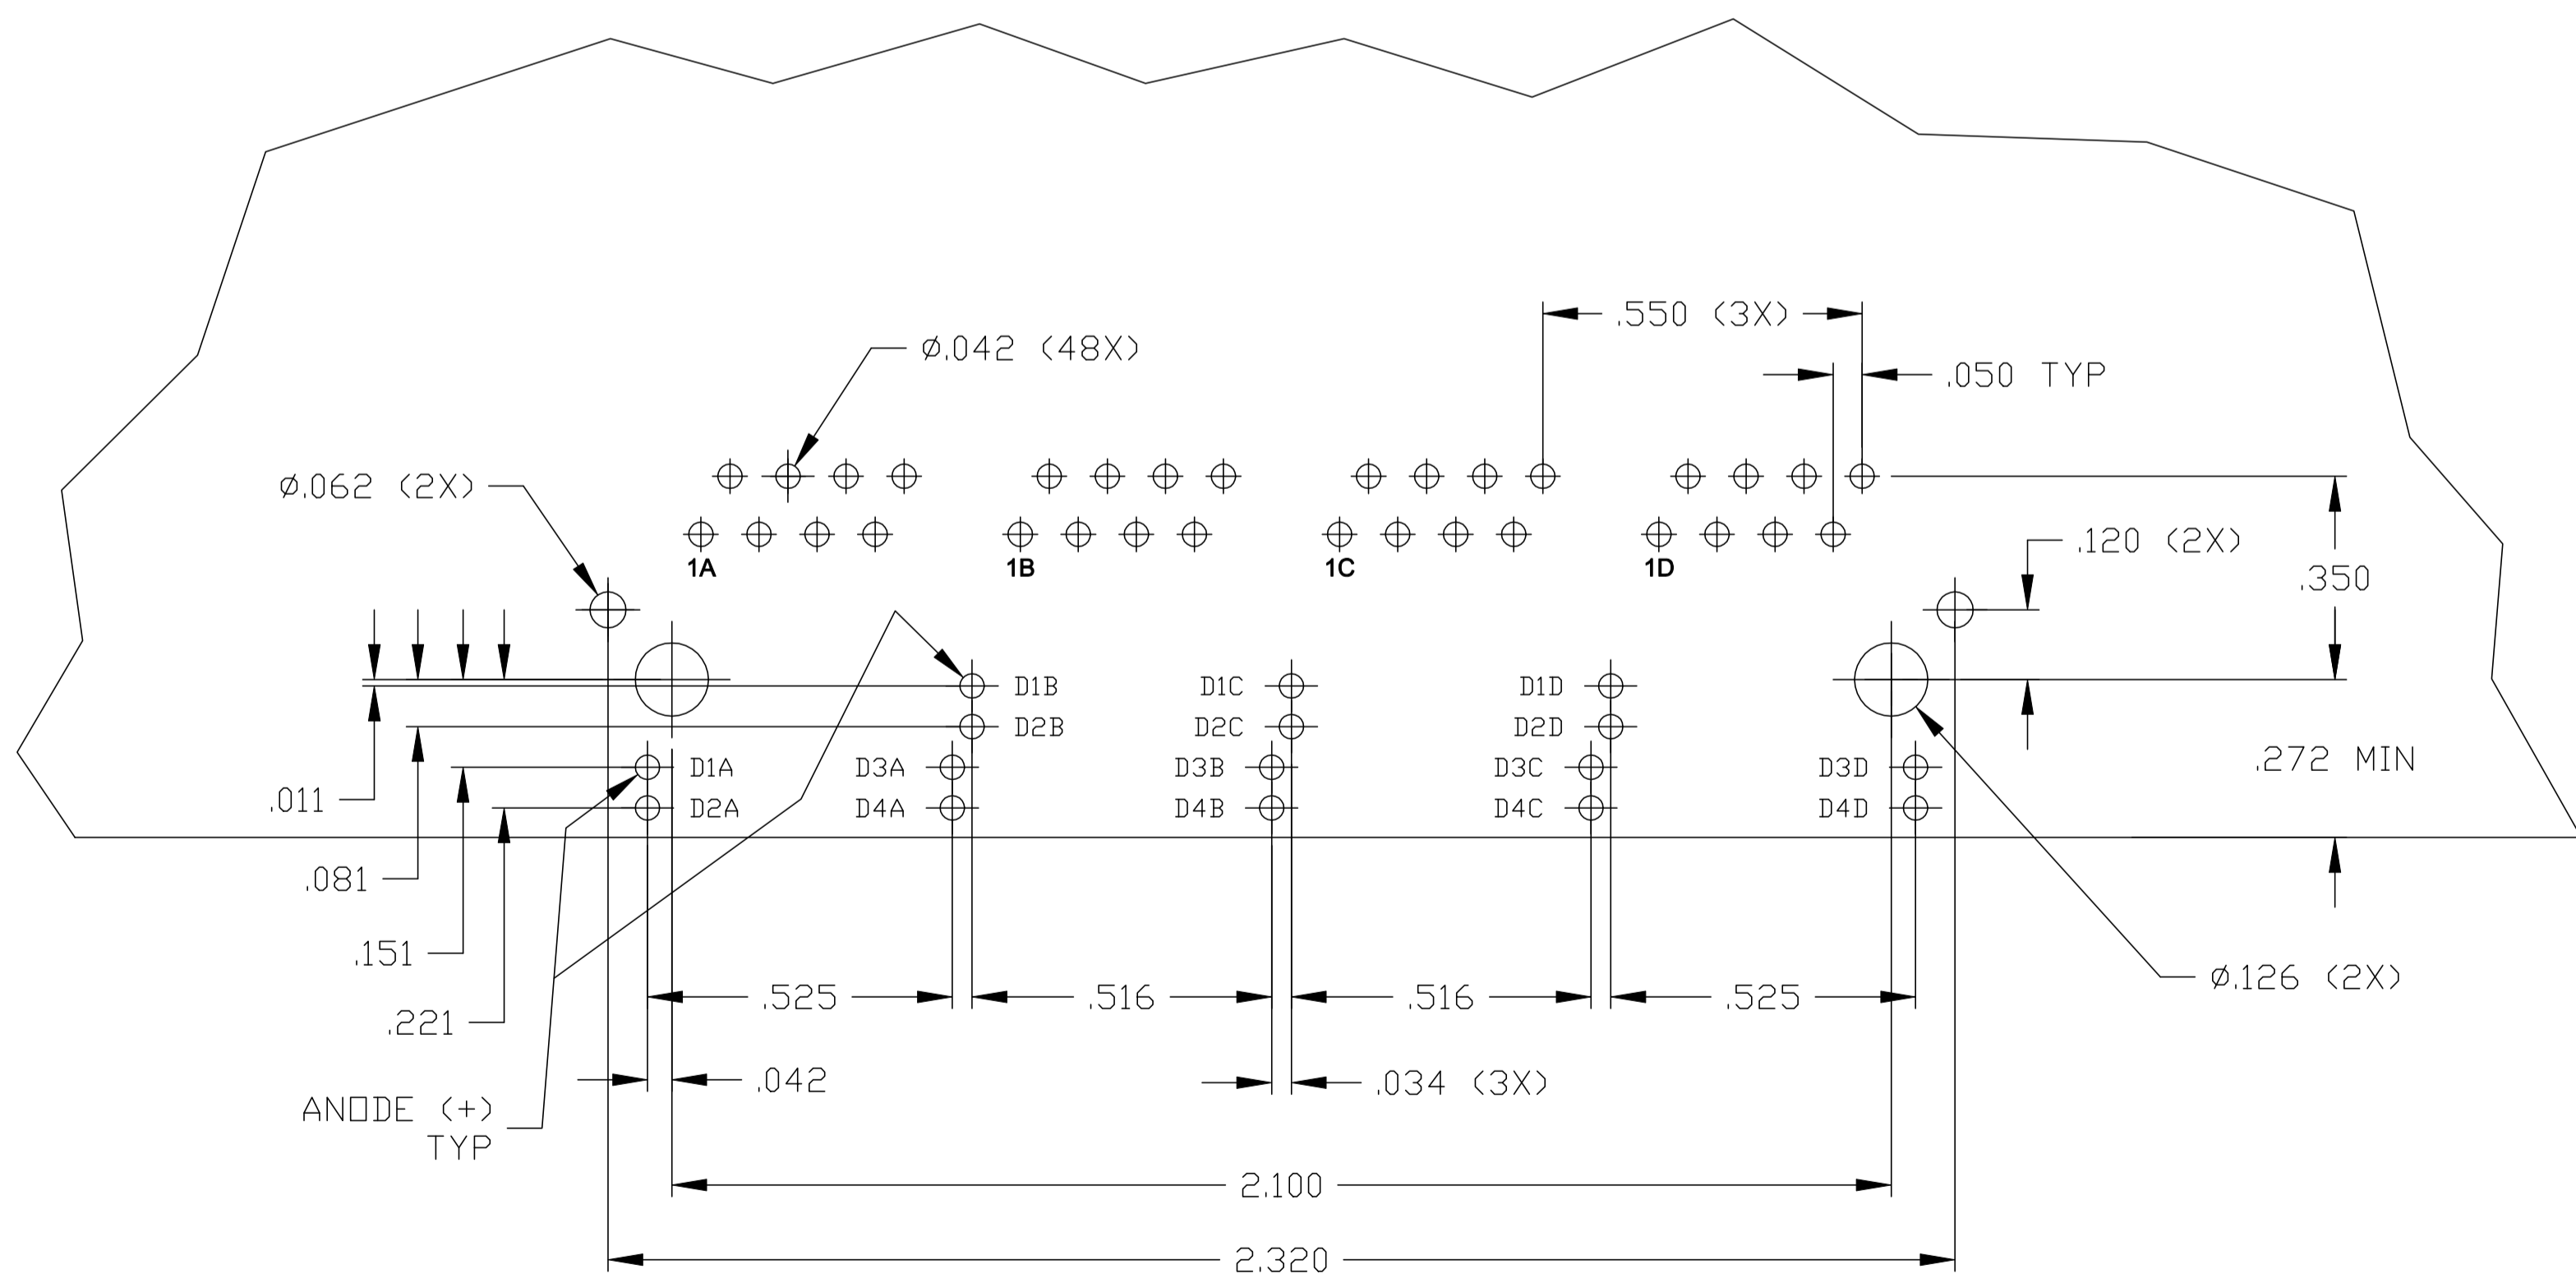 .550 (3X)
Ø.042 (48X)
.050 TYP
Ø.062 (2X)
.120 (2X)
1A 1B 1C 1D
.350
D1B D1C D1D
D2B D2C D2D
.272 MIN
D1A D3A D3B D3C D3D
.011
D2A D4A D4B D4C D4D
.081
.151
Ø.126 (2X)
.525 .516 .516 .525
.221
.042 .034 (3X)
ANODE (+)
TYP
2.100
2.320